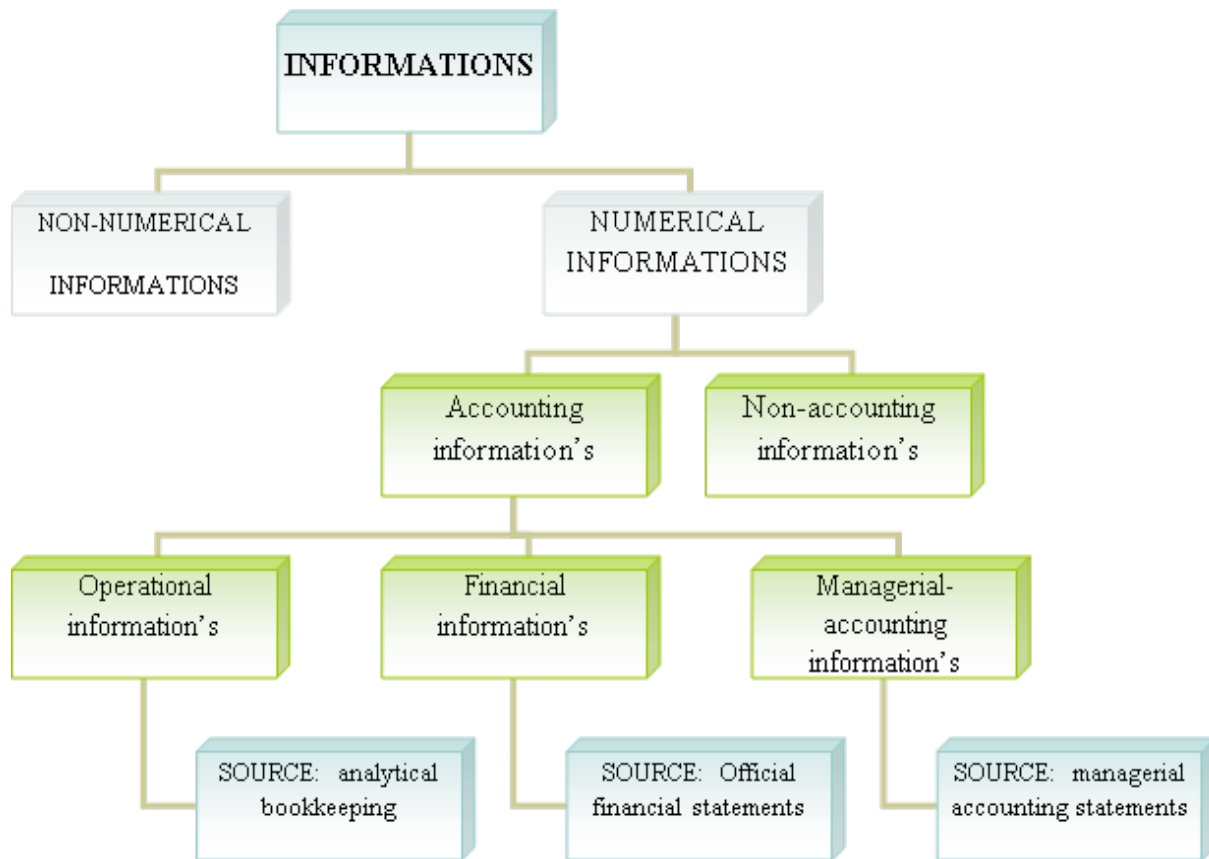 INFORMATIONS
NON-NUMERICAL
INFORMATIONS
NUMERICAL
INFORMATIONS
Accounting
information’s
Non-accounting
information’s
Operational
information’s
Financial
information’s
Managerial-
accounting
information’s
SOURCE: analytical
bookkeeping
SOURCE: Official
financial statements
SOURCE: managerial
accounting statements